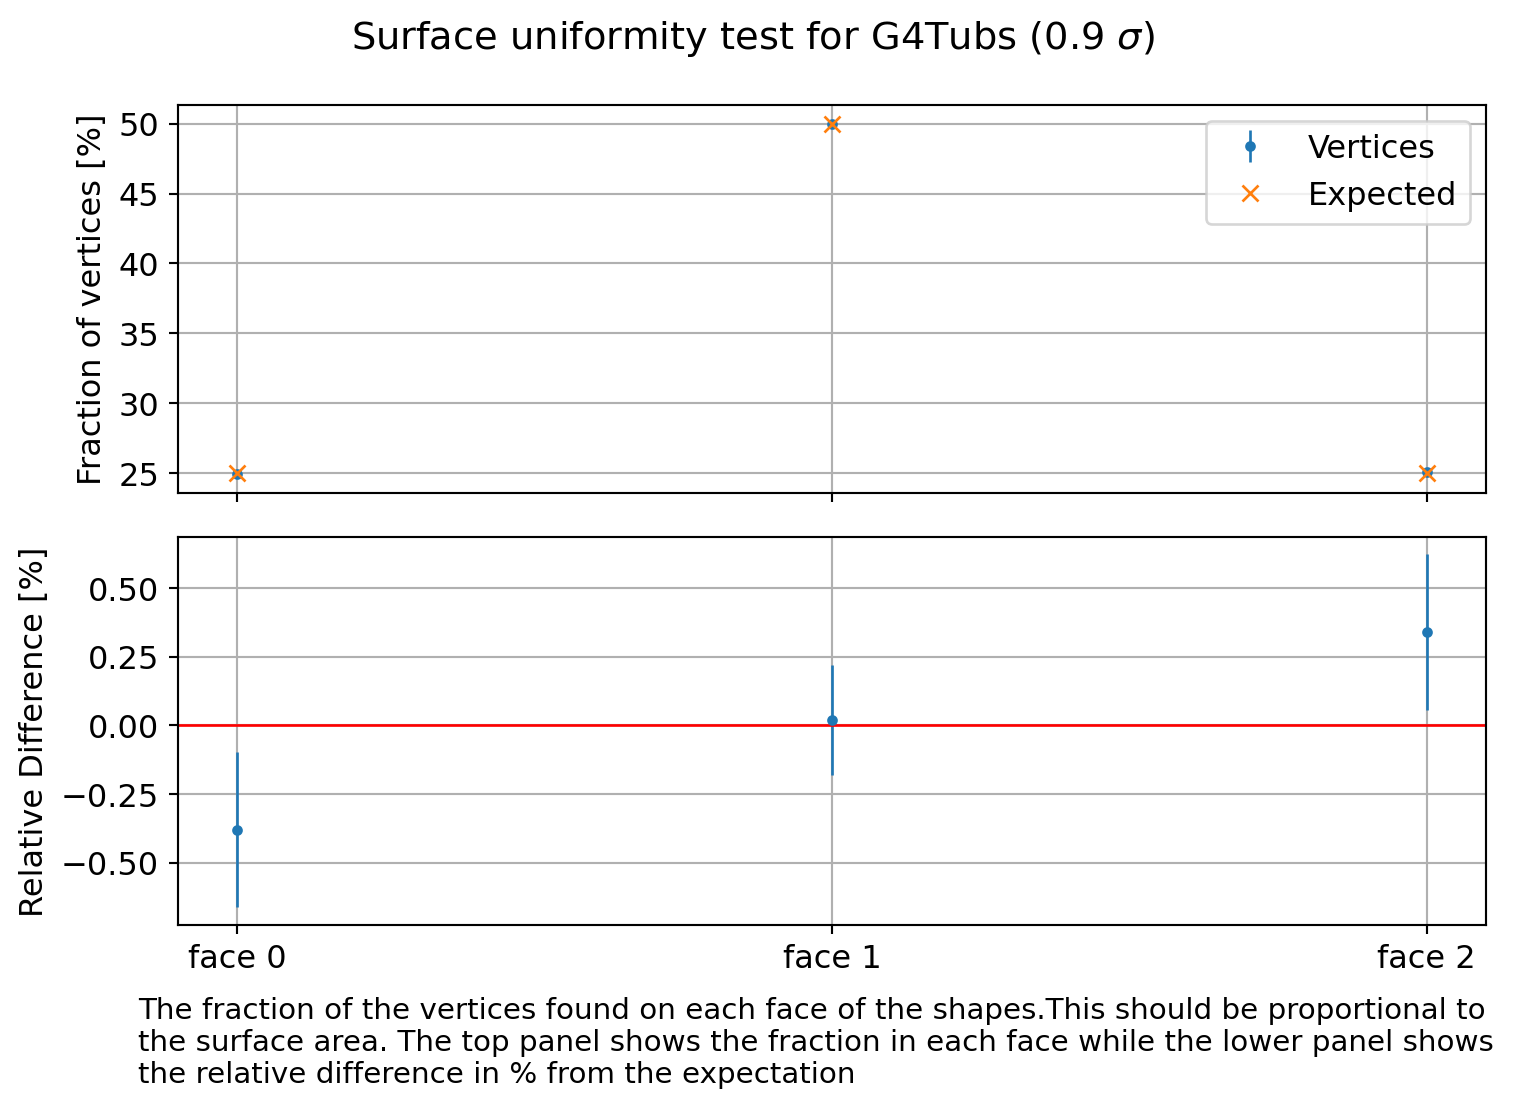 Surface uniformity test for G4Tubs (0.9 σ)
Fraction of vertices [%]
50
45
40
35
30
25
Vertices
Expected
Relative Difference [%]
0.50
0.25
0.00
−0.25
−0.50
face 0
face 1
face 2
The fraction of the vertices found on each face of the shapes.This should be proportional to
the surface area. The top panel shows the fraction in each face while the lower panel shows
the relative difference in % from the expectation